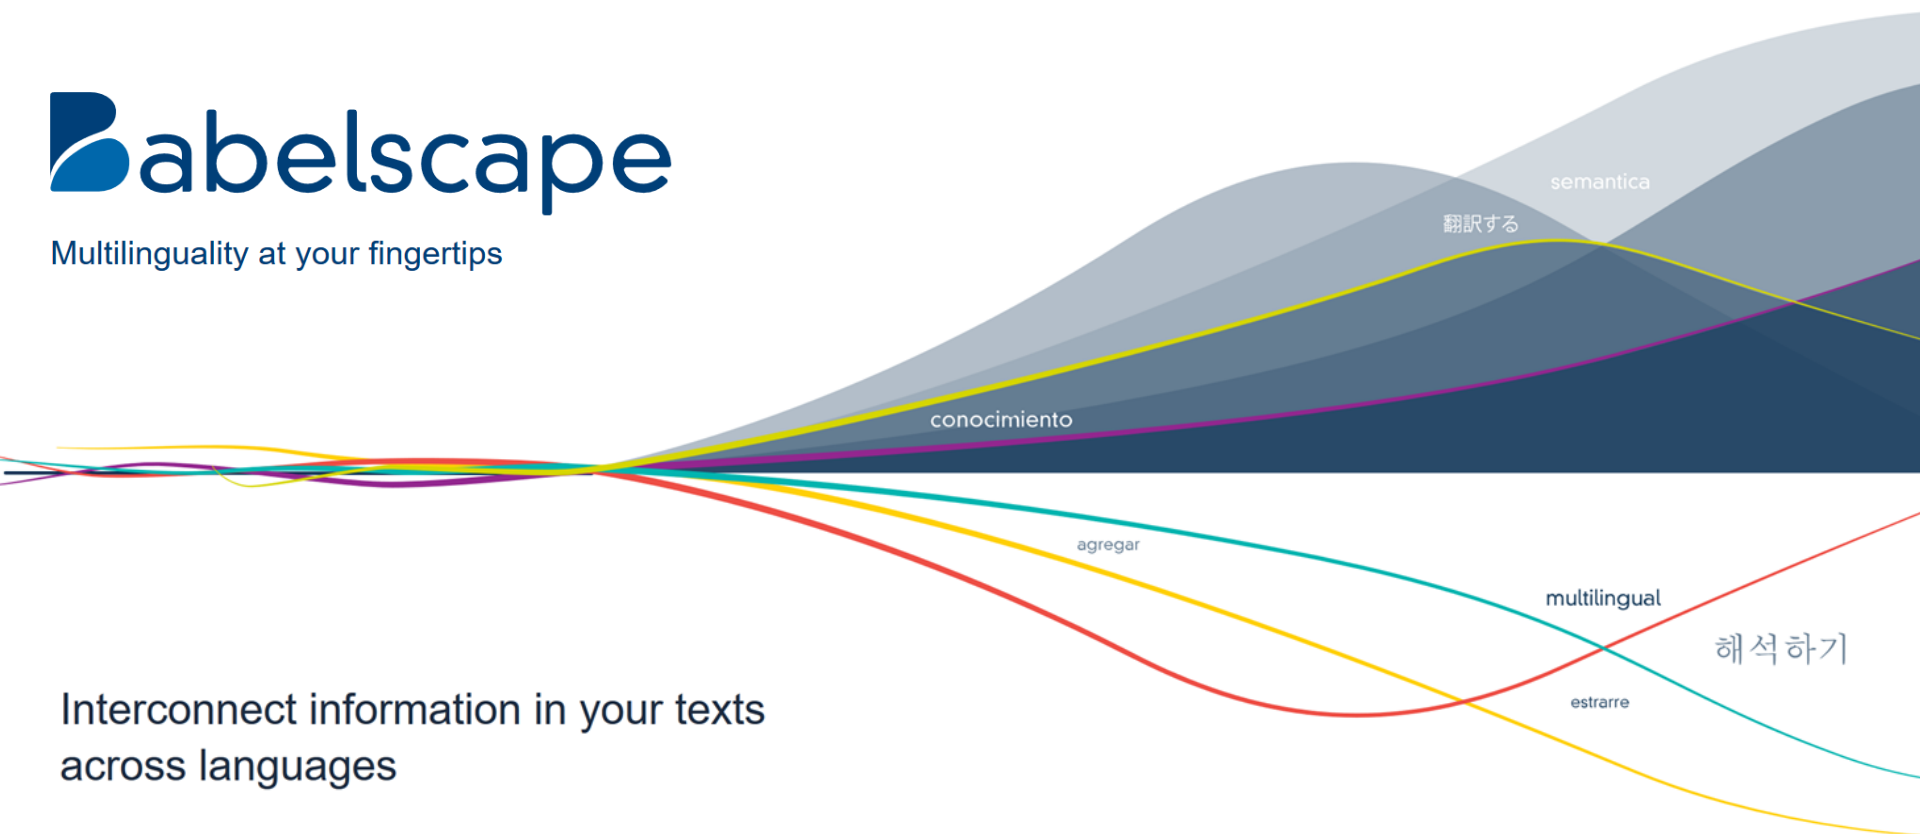 Babelscape
Multilinguality at your fingertips
semantica
翻訳する
conocimiento
agregar
multilingual
해석하기
estrarre
Interconnect information in your texts
across languages